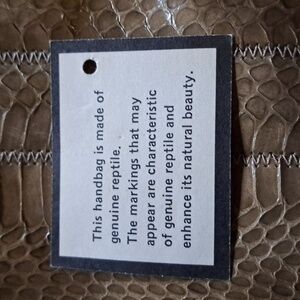 This handbag is made of
genuine reptile.
The markings that may
appear are characteristic
of genuine reptile and
enhance its natural beauty.